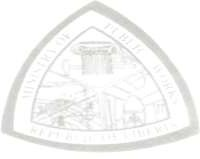 MINISTRY OF PUBLIC WORKS
REPUBLIC OF LIBERIA